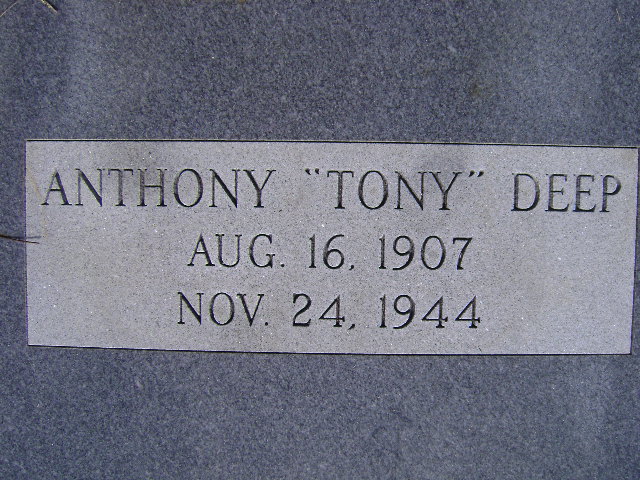 ANTHONY "TONY" DEEP
AUG. 16, 1907
NOV. 24, 1944